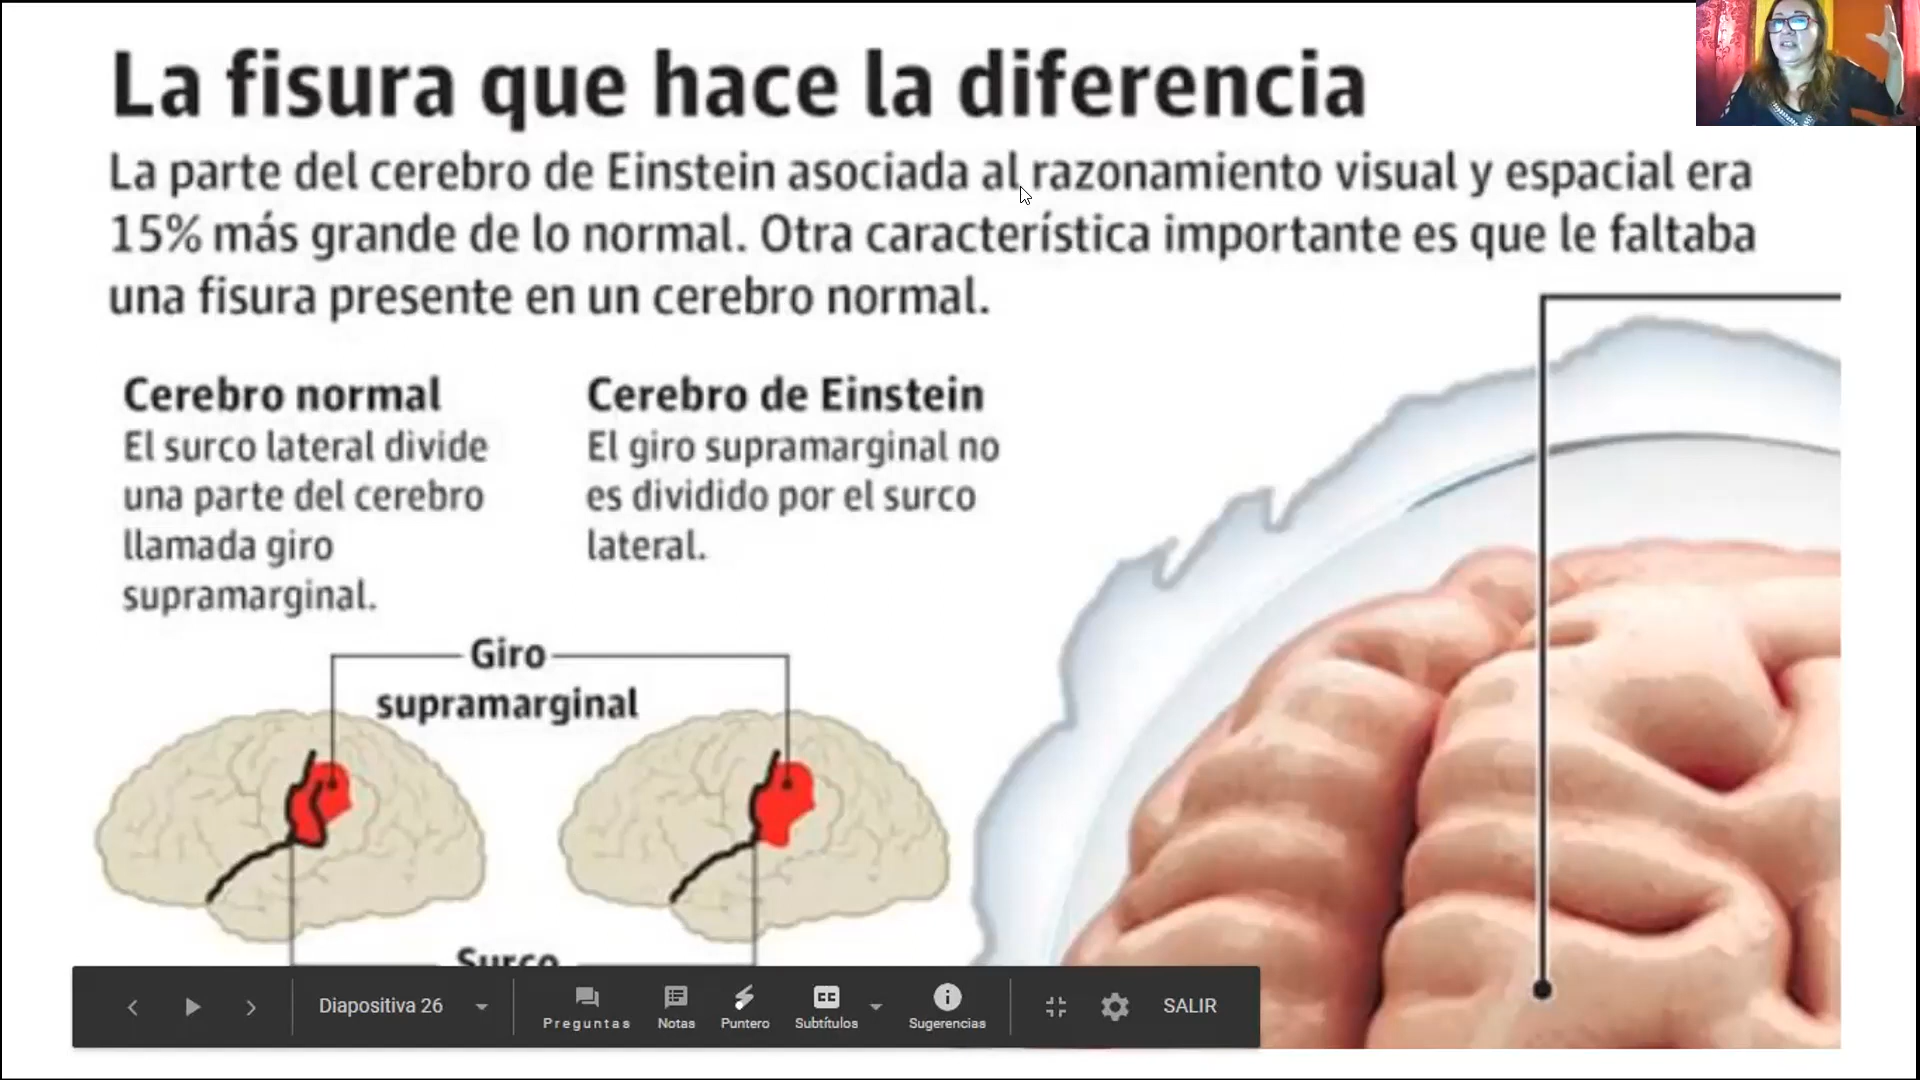 La fisura que hace la diferencia
La parte del cerebro de Einstein asociada al razonamiento visual y espacial era
15% más grande de lo normal. Otra característica importante es que le faltaba
una fisura presente en un cerebro normal.
Cerebro normal
El surco lateral divide
una parte del cerebro
llamada giro
supramarginal.
Cerebro de Einstein
El giro supramarginal no
es dividido por el surco
lateral.
Giro
supramarginal
Surco
Diapositiva 26
Preguntas
Notas
Puntero
CC
Subtítulos
Sugerencias
SALIR